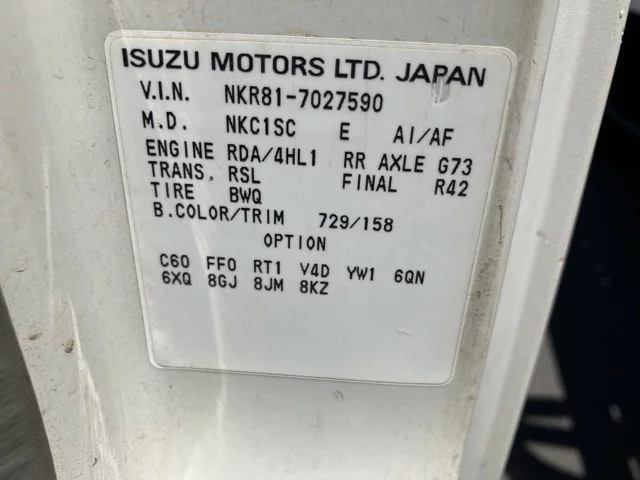 ISUZU MOTORS LTD. JAPAN
V.I.N. NKR81-7027590
M.D. NKC1SC E AI/AF
ENGINE RDA/4HL1 RR AXLE G73
TRANS. RSL FINAL R42
TIRE BWQ
B.COLOR/TRIM 729/158
OPTION
C60 FF0 RT1 V4D YW1 6QN
6XQ 8GJ 8JM 8KZ